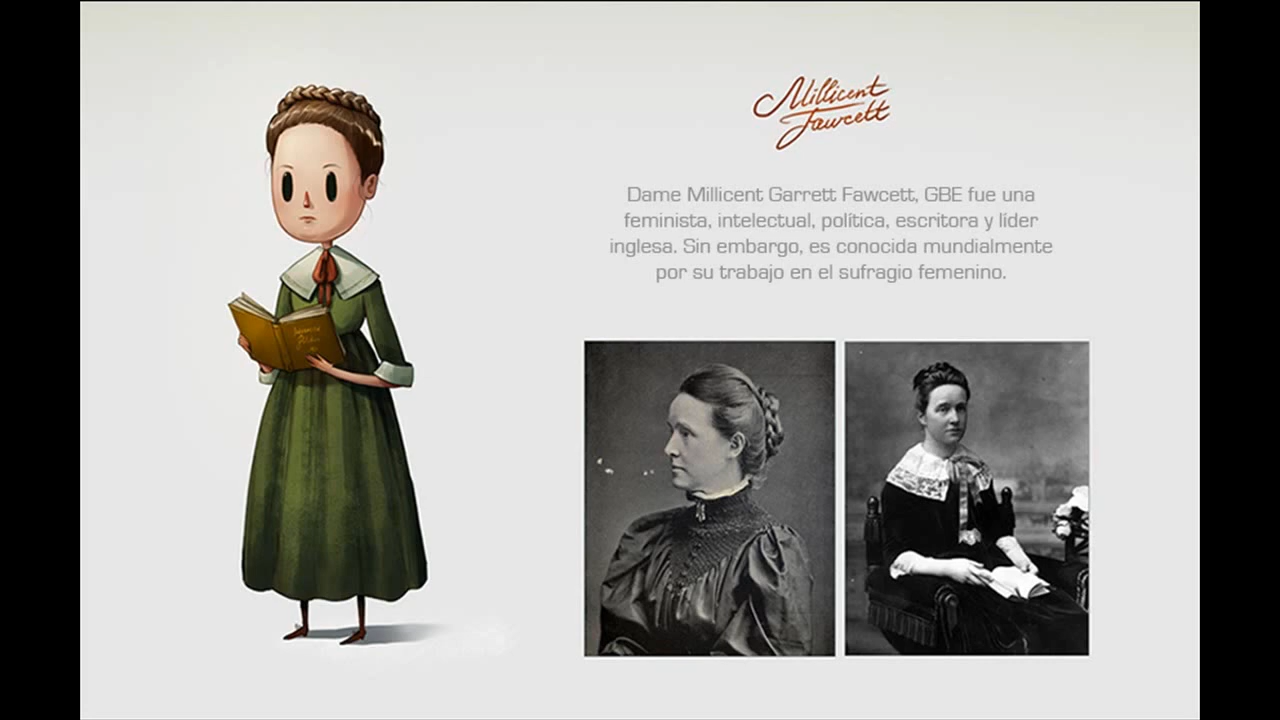 Millicent
Fawcett
Dame Millicent Garrett Fawcett, GBE fue una
feminista, intelectual, política, escritora y líder
inglesa. Sin embargo, es conocida mundialmente
por su trabajo en el sufragio femenino.